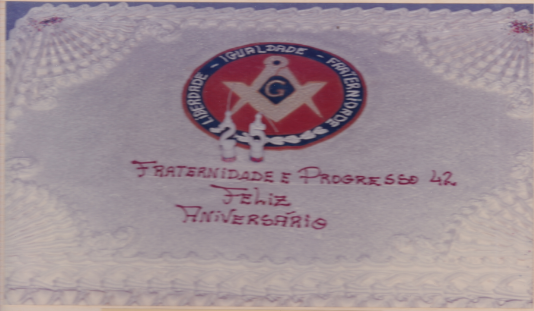 LIBERDADE - IGUALDADE - FRATERNIDADE
G
FRATERNIDADE E PROGRESSO 42
FELIZ
ANIVERSÁRIO